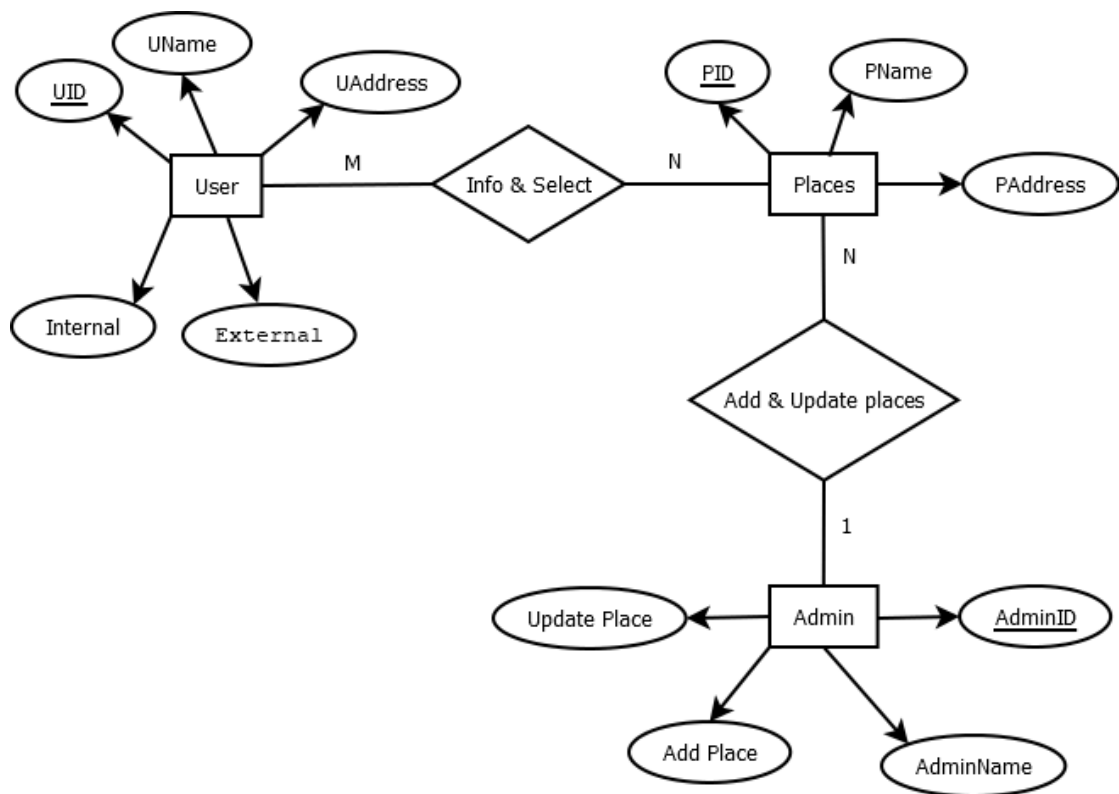 UName
UID
UAddress
PID
PName
User
M
Info & Select
N
Places
PAddress
Internal
External
N
Add & Update places
1
Update Place
Admin
AdminID
Add Place
AdminName